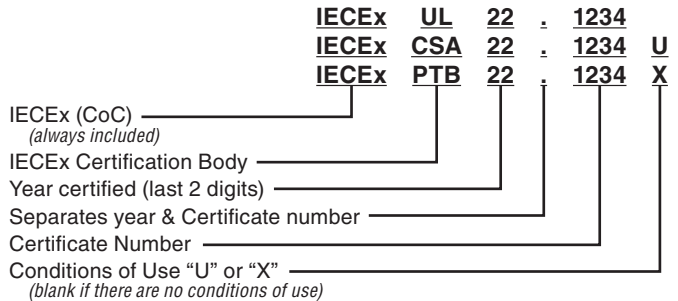 IECEx UL 22 . 1234
IECEx CSA 22 . 1234 U
IECEx PTB 22 . 1234 X
IECEx (CoC)
(always included)
IECEx Certification Body
Year certified (last 2 digits)
Separates year & Certificate number
Certificate Number
Conditions of Use “U” or “X”
(blank if there are no conditions of use)